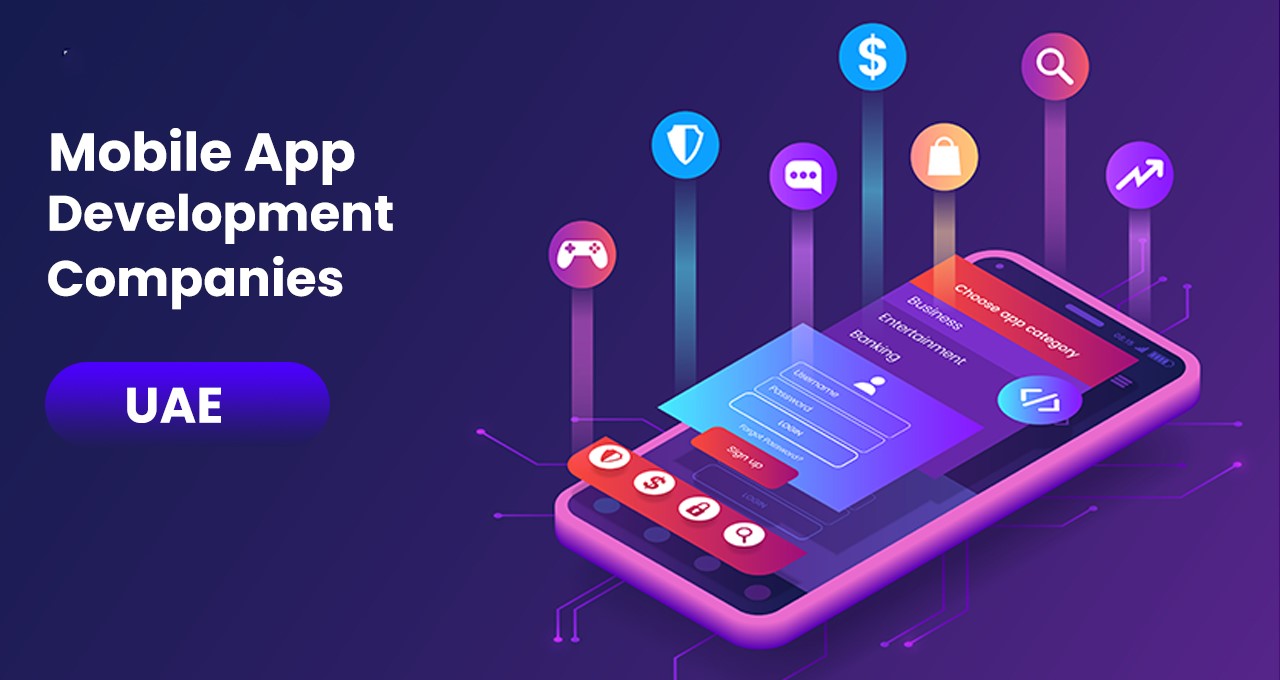 Mobile App
Development
Companies
UAE
Choose app category
Business
Entertainment
Banking
Username
Password
LOGIN
Forgot Password?
Sign up
LOGIN